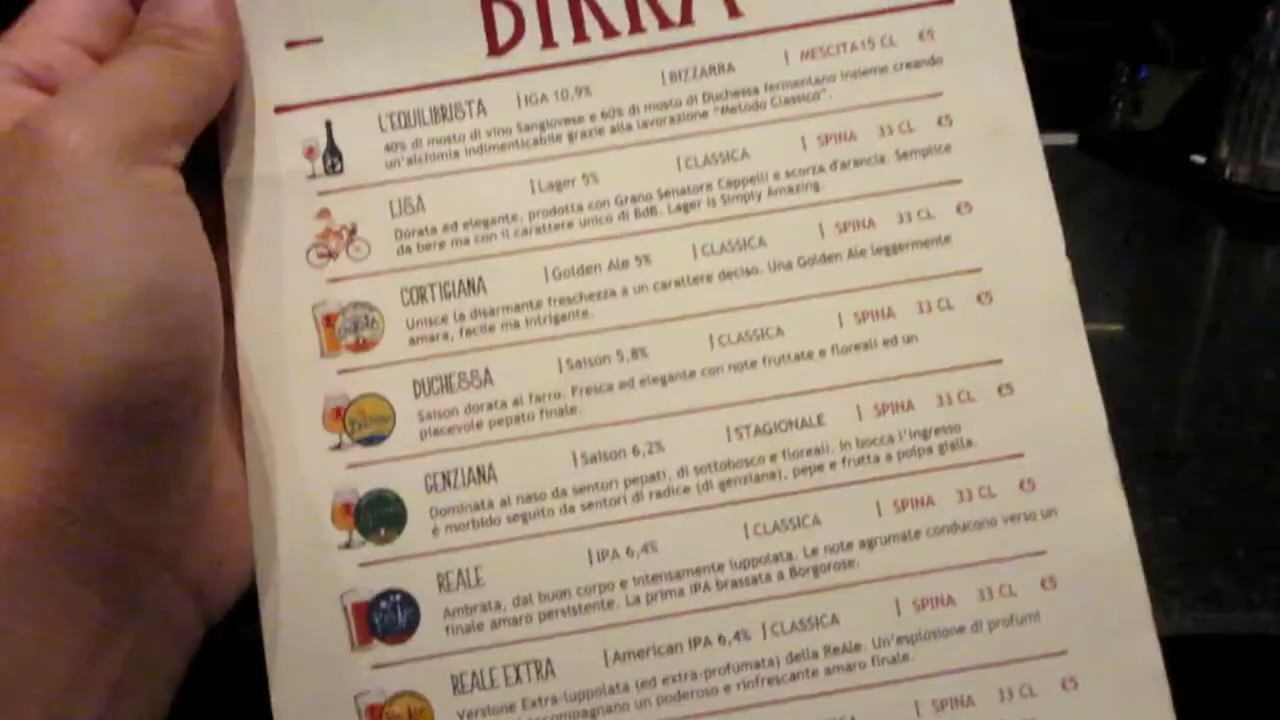 BIRRA
L'EQUILIBRISTA | IGA 10,9% | BIZZARRA | MESCITA 15 CL €5
40% di mosto di vino Sangiovese e 60% di mosto di Duchessa fermentano insieme creando
un'alchimia indimenticabile grazie alla lavorazione "Metodo Classico".
LISA | Lager 5% | CLASSICA | SPINA 33 CL €5
Dorata ed elegante, prodotta con Grano Senatore Cappelli e scorza d'arancia. Semplice
da bere ma con il carattere unico di BdB. Lager is Simply Amazing.
CORTIGIANA | Golden Ale 5% | CLASSICA | SPINA 33 CL €5
Unisce la disarmante freschezza a un carattere deciso. Una Golden Ale leggermente
amara, facile ma intrigante.
DUCHESSA | Saison 5,8% | CLASSICA | SPINA 33 CL €5
Saison dorata al farro. Fresca ed elegante con note fruttate e floreali ed un
piacevole pepato finale.
GENZIANA | Saison 6,2% | STAGIONALE | SPINA 33 CL €5
Dominata al naso da sentori pepati, di sottobosco e floreali. In bocca l'ingresso
è morbido seguito da sentori di radice (di genziana), pepe e frutta a polpa gialla.
REALE | IPA 6,4% | CLASSICA | SPINA 33 CL €5
Ambrata, dal buon corpo e intensamente luppolata. Le note agrumate conducono verso un
finale amaro persistente. La prima IPA brassata a Borgorose.
REALE EXTRA | American IPA 6,4% | CLASSICA | SPINA 33 CL €5
Versione Extra-luppolata (ed extra-profumata) della ReAle. Un'esplosione di profumi
accompagnano un poderoso e rinfrescante amaro finale.
| SPINA 33 CL €5